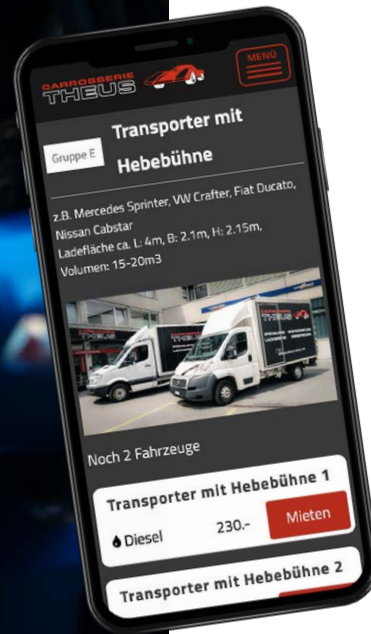 CARROSSERIE
THEUS
MENÜ
Gruppe E
Transporter mit
Hebebühne
z.B. Mercedes Sprinter, VW Crafter, Fiat Ducato,
Nissan Cabstar
Ladefläche ca. L: 4m, B: 2.1m, H: 2.15m,
Volumen: 15-20m3
THEUS
THEUS
Noch 2 Fahrzeuge
Transporter mit Hebebühne 1
Diesel 230.- Mieten
Transporter mit Hebebühne 2